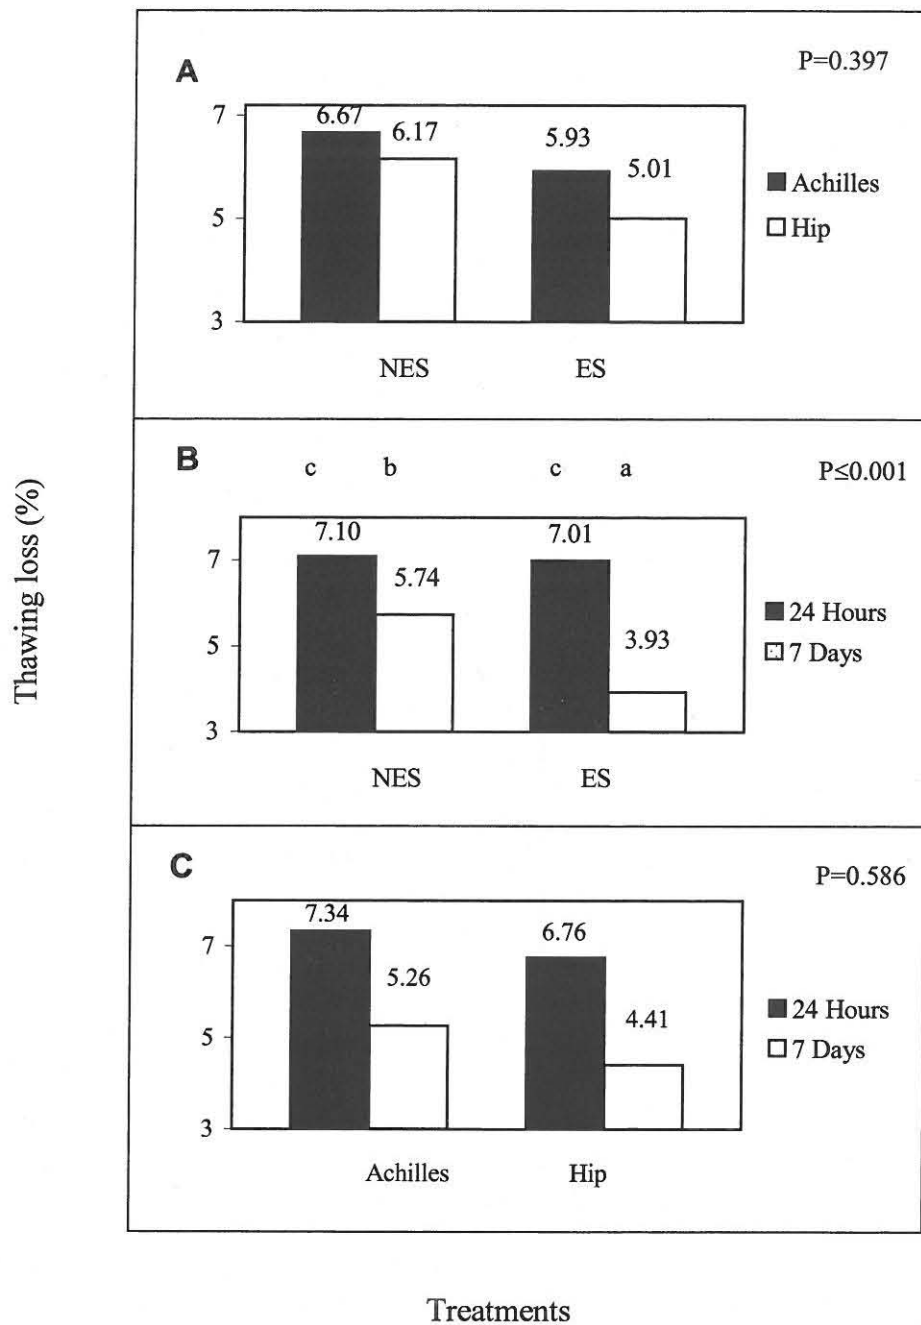 A
P=0.397
7
6.67
6.17
5.93
5.01
5
3
Achilles
Hip
NES
ES
B
c
b
c
a
P≤0.001
7
7.10
5.74
7.01
3.93
5
3
24 Hours
7 Days
NES
ES
Thawing loss (%)
C
P=0.586
7
7.34
5.26
6.76
4.41
5
3
24 Hours
7 Days
Achilles
Hip
Treatments